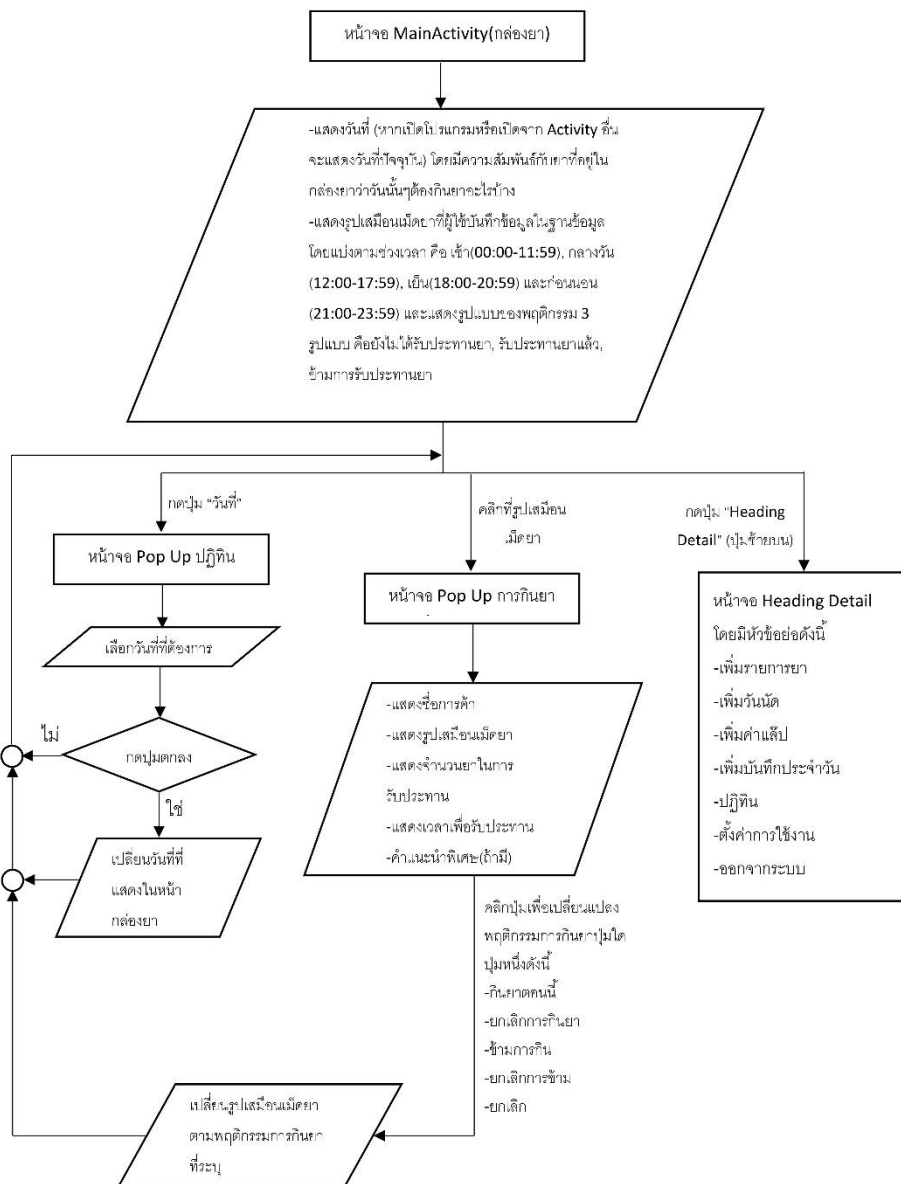 หน้าจอ MainActivity(กล่องยา)
-แสดงวันที่ (หากเปิดโปรแกรมหรือเปิดจาก Activity อื่น
จะแสดงวันที่ปัจจุบัน) โดยมีความสัมพันธ์กับยาที่อยู่ใน
กล่องยาว่าวันนั้นๆต้องกินยาอะไรบ้าง
-แสดงรูปเสมือนเม็ดยาที่ผู้ใช้บันทึกข้อมูลในฐานข้อมูล
โดยแบ่งตามช่วงเวลา คือ เช้า(00:00-11:59), กลางวัน
(12:00-17:59), เย็น(18:00-20:59) และก่อนนอน
(21:00-23:59) และแสดงรูปแบบของพฤติกรรม 3
รูปแบบ คือยังไม่ได้รับประทานยา, รับประทานยาแล้ว,
ข้ามการรับประทานยา
กดปุ่ม "วันที่"
หน้าจอ Pop Up ปฏิทิน
เลือกวันที่ที่ต้องการ
กดปุ่มตกลง
ไม่
ใช่
เปลี่ยนวันที่ที่
แสดงในหน้า
กล่องยา
คลิกที่รูปเสมือน
เม็ดยา
หน้าจอ Pop Up การกินยา
-แสดงชื่อการค้า
-แสดงรูปเสมือนเม็ดยา
-แสดงจำนวนยาในการ
รับประทาน
-แสดงเวลาเพื่อรับประทาน
-คำแนะนำพิเศษ(ถ้ามี)
คลิกปุ่มเพื่อเปลี่ยนแปลง
พฤติกรรมการกินยาปุ่มใด
ปุ่มหนึ่งดังนี้
-กินยาตอนนี้
-ยกเลิกการกินยา
-ข้ามการกิน
-ยกเลิกการข้าม
-ยกเลิก
เปลี่ยนรูปเสมือนเม็ดยา
ตามพฤติกรรมการกินยา
ที่ระบุ
กดปุ่ม "Heading
Detail" (ปุ่มซ้ายบน)
หน้าจอ Heading Detail
โดยมีหัวข้อย่อดังนี้
-เพิ่มรายการยา
-เพิ่มวันนัด
-เพิ่มค่าแล็ป
-เพิ่มบันทึกประจำวัน
-ปฏิทิน
-ตั้งค่าการใช้งาน
-ออกจากระบบ